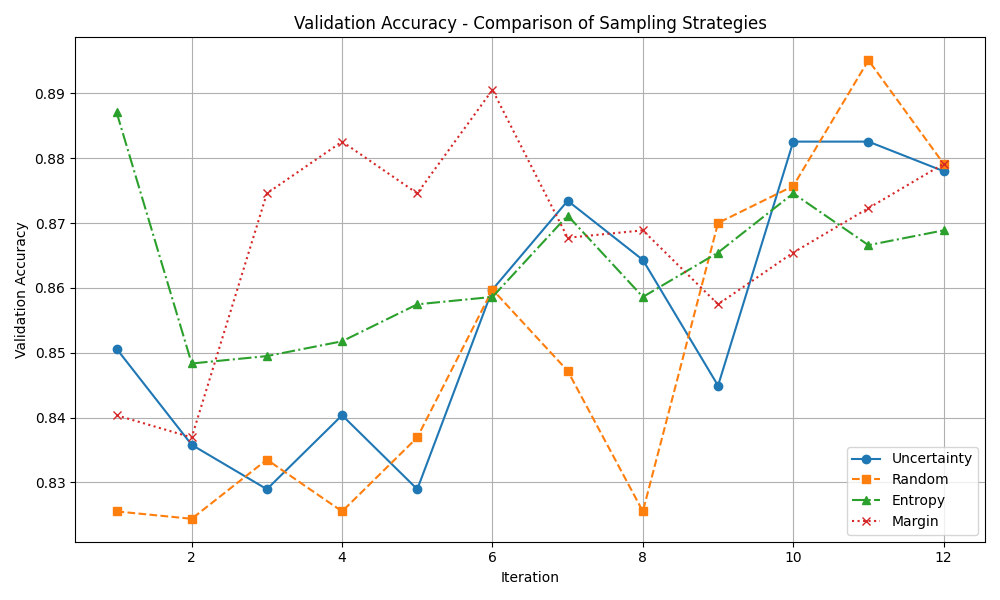 Validation Accuracy - Comparison of Sampling Strategies
Validation Accuracy
0.89
0.88
0.87
0.86
0.85
0.84
0.83
2
4
6
8
10
12
Iteration
Uncertainty
Random
Entropy
Margin